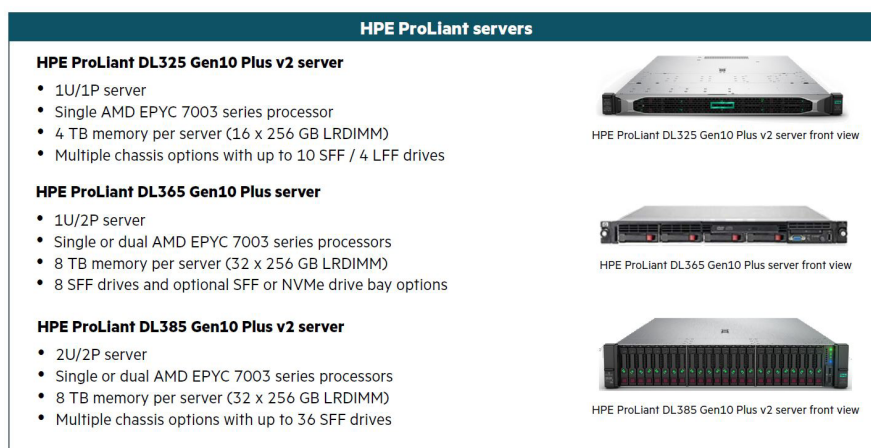 HPE ProLiant servers
HPE ProLiant DL325 Gen10 Plus v2 server
• 1U/1P server
• Single AMD EPYC 7003 series processor
• 4 TB memory per server (16 x 256 GB LRDIMM)
• Multiple chassis options with up to 10 SFF / 4 LFF drives
HPE ProLiant DL325 Gen10 Plus v2 server front view
HPE ProLiant DL365 Gen10 Plus server
• 1U/2P server
• Single or dual AMD EPYC 7003 series processors
• 8 TB memory per server (32 x 256 GB LRDIMM)
• 8 SFF drives and optional SFF or NVMe drive bay options
HPE ProLiant DL365 Gen10 Plus server front view
HPE ProLiant DL385 Gen10 Plus v2 server
• 2U/2P server
• Single or dual AMD EPYC 7003 series processors
• 8 TB memory per server (32 x 256 GB LRDIMM)
• Multiple chassis options with up to 36 SFF drives
HPE ProLiant DL385 Gen10 Plus v2 server front view